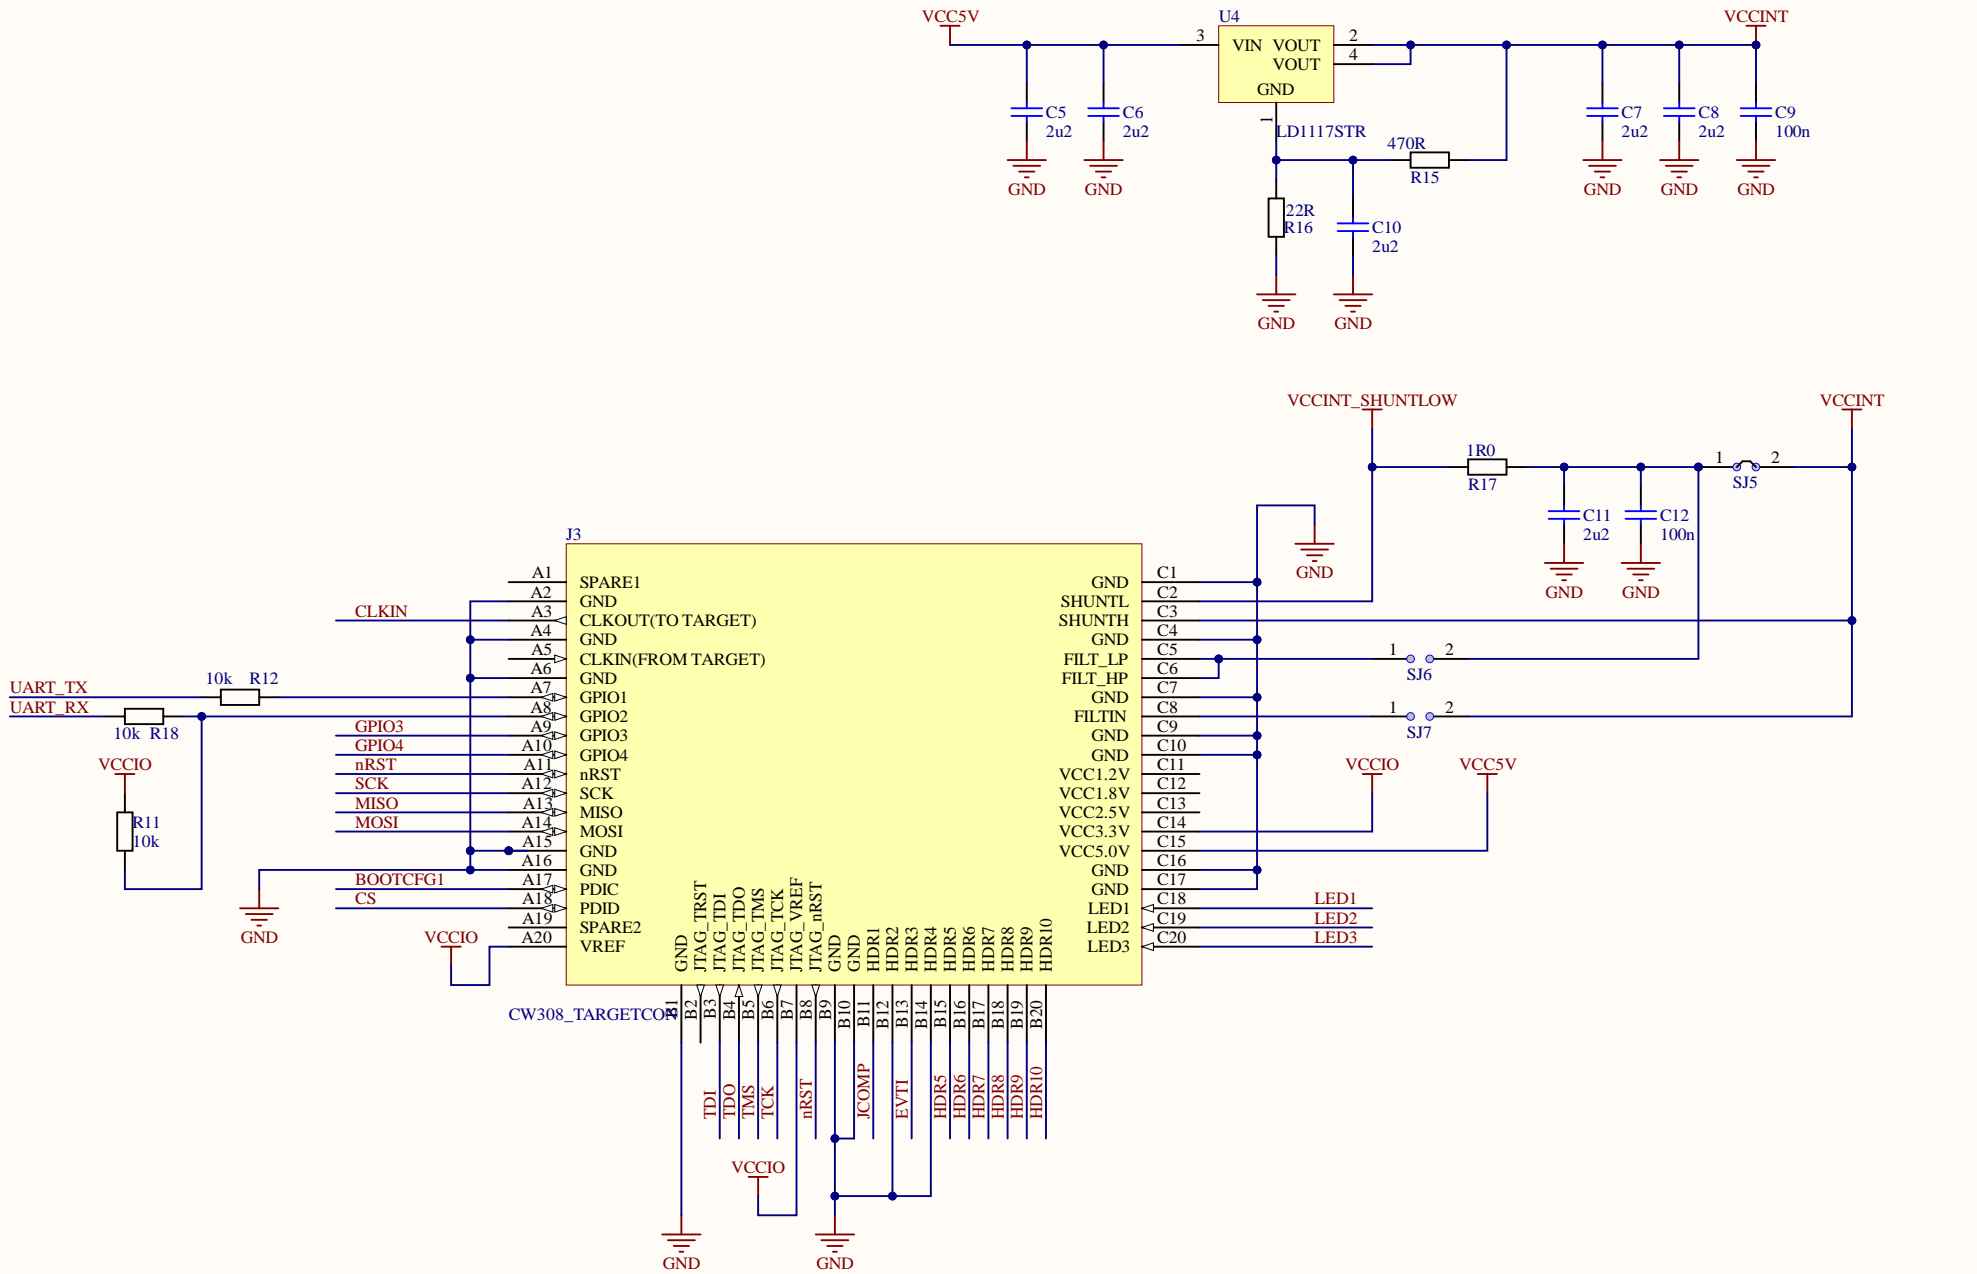 VCC5V
U4
VCCINT
3
VIN VOUT
VOUT
GND
2
4
1
LD1117STR
C5
2u2
C6
2u2
C7
2u2
C8
2u2
C9
100n
GND
GND
470R
R15
GND
GND
GND
22R
R16
C10
2u2
GND
GND
VCCINT_SHUNTLOW
VCCINT
1R0
R17
1
2
SJ5
C11
2u2
C12
100n
GND
GND
GND
J3
A1
SPARE1
A2
GND
CLKIN
A3
CLKOUT(TO TARGET)
A4
GND
A5
CLKIN(FROM TARGET)
A6
GND
UART_TX
10k R12
A7
GPIO1
UART_RX
10k R18
A8
GPIO2
GPIO3
A9
GPIO3
GPIO4
A10
GPIO4
nRST
A11
nRST
SCK
A12
SCK
MISO
A13
MISO
MOSI
A14
MOSI
A15
GND
A16
GND
BOOTCFG1
A17
PDIC
CS
A18
PDID
A19
SPARE2
A20
VREF
VCCIO
R11
10k
GND
VCCIO
GND C1
SHUNTL C2
SHUNTH C3
GND C4
FILT_LP C5
FILT_HP C6
GND C7
FILTIN C8
GND C9
GND C10
VCC1.2V C11
VCC1.8V C12
VCC2.5V C13
VCC3.3V C14
VCC5.0V C15
GND C16
GND C17
LED1 C18 LED1
LED2 C19 LED2
LED3 C20 LED3
1
2
SJ6
1
2
SJ7
VCCIO
VCC5V
GND
JTAG_TRST
JTAG_TDI
JTAG_TDO
JTAG_TMS
JTAG_TCK
JTAG_VREF
JTAG_nRST
GND
GND
HDR1
HDR2
HDR3
HDR4
HDR5
HDR6
HDR7
HDR8
HDR9
HDR10
CW308_TARGETCON
B1
B2
B3
B4
B5
B6
B7
B8
B9
B10
B11
B12
B13
B14
B15
B16
B17
B18
B19
B20
TDI
TDO
TMS
TCK
nRST
JCOMP
EVTI
HDR5
HDR6
HDR7
HDR8
HDR9
HDR10
VCCIO
GND
GND